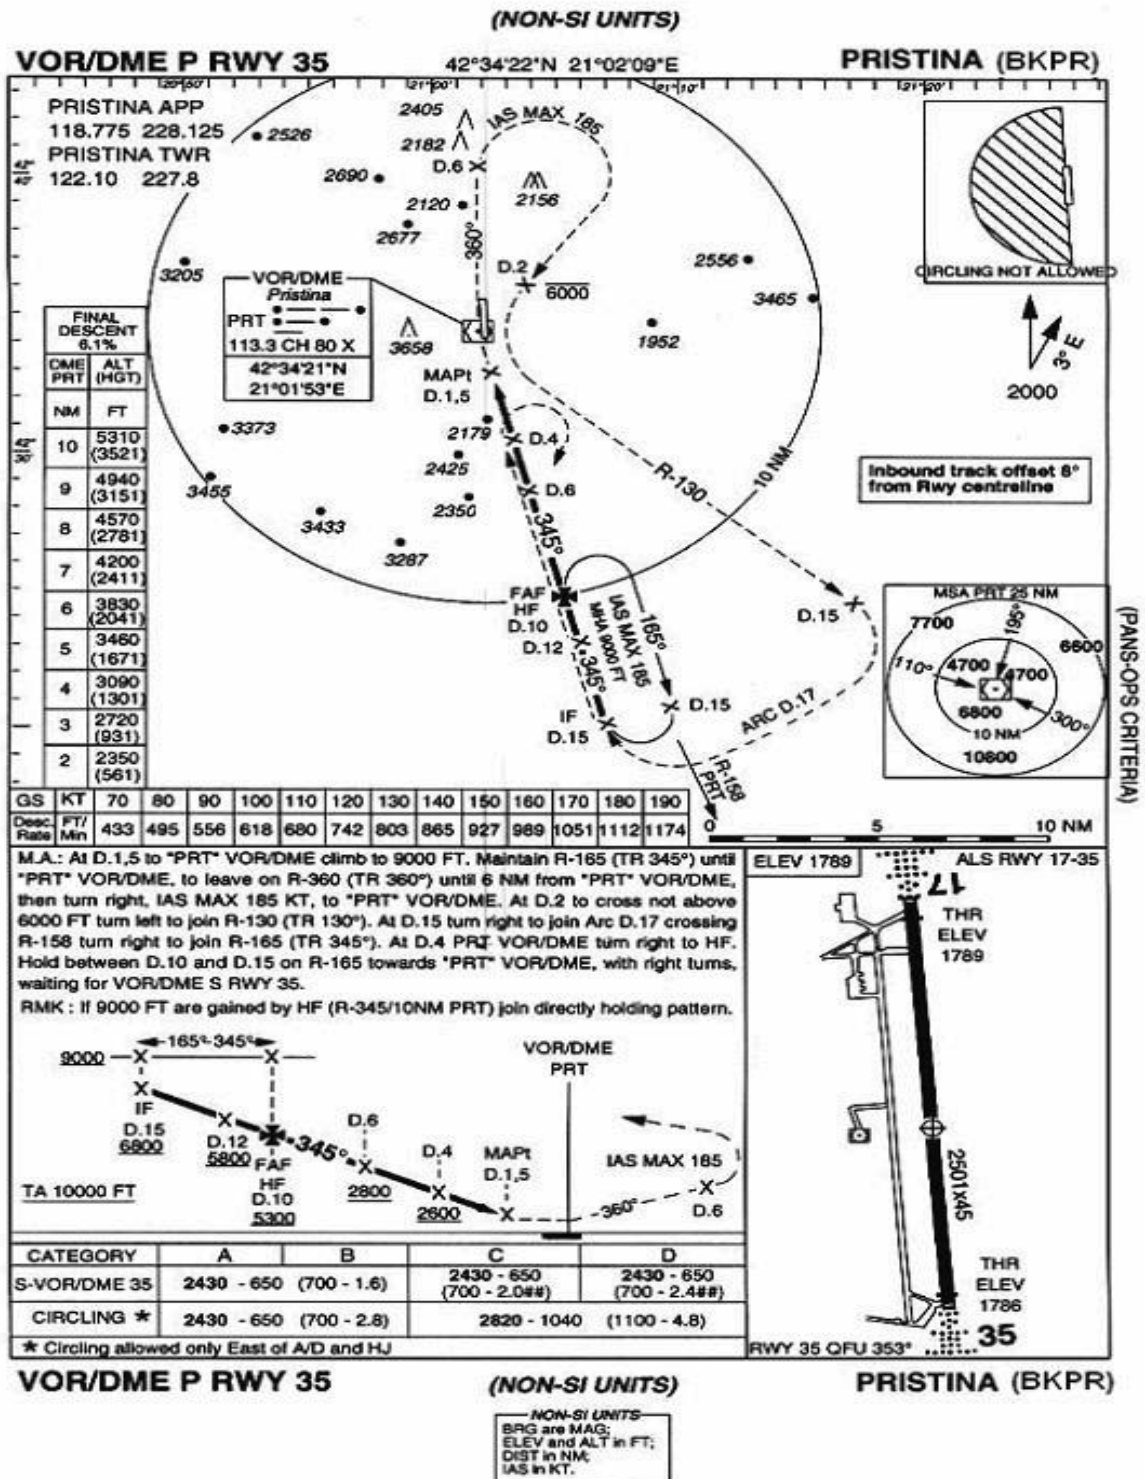 (NON-SI UNITS)
VOR/DME P RWY 35
42°34'22"N 21°02'09"E
PRISTINA (BKPR)
20°50'
21°00'
21°10'
21°20'
PRISTINA APP
118.775 228.125
PRISTINA TWR
122.10 227.8
42°
40'
42°
30'
2405
IAS MAX 185
2526
2182
D.6
2690
2156
2120
2677
360°
D.2
6000
2556
3205
3465
CIRCLING NOT ALLOWED
VOR/DME
Pristina
PRT
113.3 CH 80 X
42°34'21"N
21°01'53"E
3658
1952
3° E
2000
MAPt
D.1,5
FINAL
DESCENT
6.1%
DME
PRT
ALT
(HGT)
NM
FT
10 5310
(3521)
9 4940
(3151)
8 4570
(2781)
7 4200
(2411)
6 3830
(2041)
5 3460
(1671)
4 3090
(1301)
3 2720
(931)
2 2350
(561)
3373
2179
D.4
2425
R-130
10 NM
Inbound track offset 8°
from Rwy centreline
3455
D.6
2350
3433
345°
3287
FAF
HF
D.10
D.12
IAS MAX 185
MHA 9000 FT
165°
345°
D.15
D.15
IF
D.15
ARC D.17
R-158
PRT
MSA PRT 25 NM
7700
195°
6600
110°
4700
4700
6800
300°
10 NM
10800
(PANS-OPS CRITERIA)
0 5 10 NM
GS KT 70 80 90 100 110 120 130 140 150 160 170 180 190
Desc. Rate FT/Min 433 495 556 618 680 742 803 865 927 989 1051 1112 1174
M.A.: At D.1,5 to "PRT" VOR/DME climb to 9000 FT. Maintain R-165 (TR 345°) until
"PRT" VOR/DME, to leave on R-360 (TR 360°) until 6 NM from "PRT" VOR/DME,
then turn right, IAS MAX 185 KT, to "PRT" VOR/DME. At D.2 to cross not above
6000 FT turn left to join R-130 (TR 130°). At D.15 turn right to join Arc D.17 crossing
R-158 turn right to join R-165 (TR 345°). At D.4 PRT VOR/DME turn right to HF.
Hold between D.10 and D.15 on R-165 towards "PRT" VOR/DME, with right turns,
waiting for VOR/DME S RWY 35.
RMK : If 9000 FT are gained by HF (R-345/10NM PRT) join directly holding pattern.
ELEV 1789
ALS RWY 17-35
17
THR
ELEV
1789
2501x45
THR
ELEV
1786
35
RWY 35 QFU 353°
9000
165°-345°
VOR/DME
PRT
IF
D.15
6800
D.12
5800
FAF
HF
D.10
5300
345°
D.6
2800
D.4
2600
MAPt
D.1,5
IAS MAX 185
360°
D.6
TA 10000 FT
CATEGORY A B C D
S-VOR/DME 35 2430 - 650 (700 - 1.6) 2430 - 650 (700 - 2.0##) 2430 - 650 (700 - 2.4##)
CIRCLING * 2430 - 650 (700 - 2.8) 2820 - 1040 (1100 - 4.8)
* Circling allowed only East of A/D and HJ
VOR/DME P RWY 35
(NON-SI UNITS)
PRISTINA (BKPR)
NON-SI UNITS
BRG are MAG;
ELEV and ALT in FT;
DIST in NM;
IAS in KT.